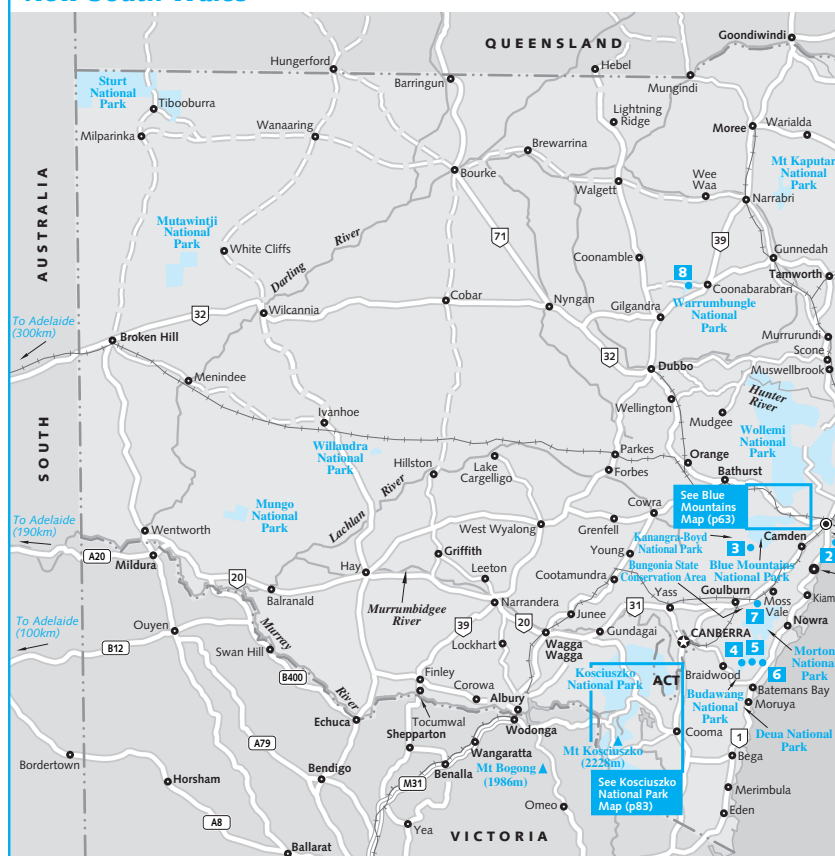 QUEENSLAND
Goondiwindi
Hungerford
Hebel
Barringun
Mungindi
Sturt
National
Park
Tibooburra
Lightning
Ridge
Milparinka
Wanaaring
Moree
Warialda
Brewarrina
Mt Kaputar
National
Park
Bourke
Wee
Waa
Walgett
Narrabri
AUSTRALIA
Mutawintji
National
Park
River
71
39
White Cliffs
Coonamble
Gunnedah
Darling
8
Tamworth
Coonabarabran
Cobar
Nyngan
To Adelaide
(300km)
32
Wilcannia
Gilgandra
Warrumbungle
National
Park
Broken Hill
Murrurundi
Scone
32
Muswellbrook
Menindee
Dubbo
Hunter
River
Wellington
Mudgee
Ivanhoe
Wollemi
National
Park
SOUTH
Willandra
National
Park
Parkes
Orange
Hillston
Lake
Cargelligo
Forbes
Bathurst
River
See Blue
Mountains
Map (p63)
Mungo
National
Park
Lachlan
Cowra
To Adelaide
(190km)
Wentworth
West Wyalong
Grenfell
Camden
Kanangra-Boyd
National Park
3
2
A20
Mildura
Griffith
Young
Blue Mountains
National Park
Bungonia State
Conservation Area
Hay
Leeton
Cootamundra
20
Balranald
Goulburn
Moss
Vale
Kiam
Yass
Murrumbidgee
River
Narrandera
31
7
Junee
Nowra
To Adelaide
(100km)
Ouyen
Murray
39
20
Gundagai
CANBERRA
B12
Swan Hill
Lockhart
Wagga
Wagga
4
5
Morton
National
Park
B400
Finley
Kosciuszko
National Park
ACT
Braidwood
6
River
Corowa
Albury
Budawang
National
Park
Batemans Bay
Moruya
Echuca
Tocumwal
Wodonga
Deua National
Park
Shepparton
Cooma
1
A79
Wangaratta
Mt Kosciuszko
(2228m)
Bega
Bordertown
Bendigo
Benalla
Mt Bogong
(1986m)
Horsham
M31
See Kosciuszko
National Park
Map (p83)
Merimbula
Omeo
Eden
A8
Yea
VICTORIA
Ballarat